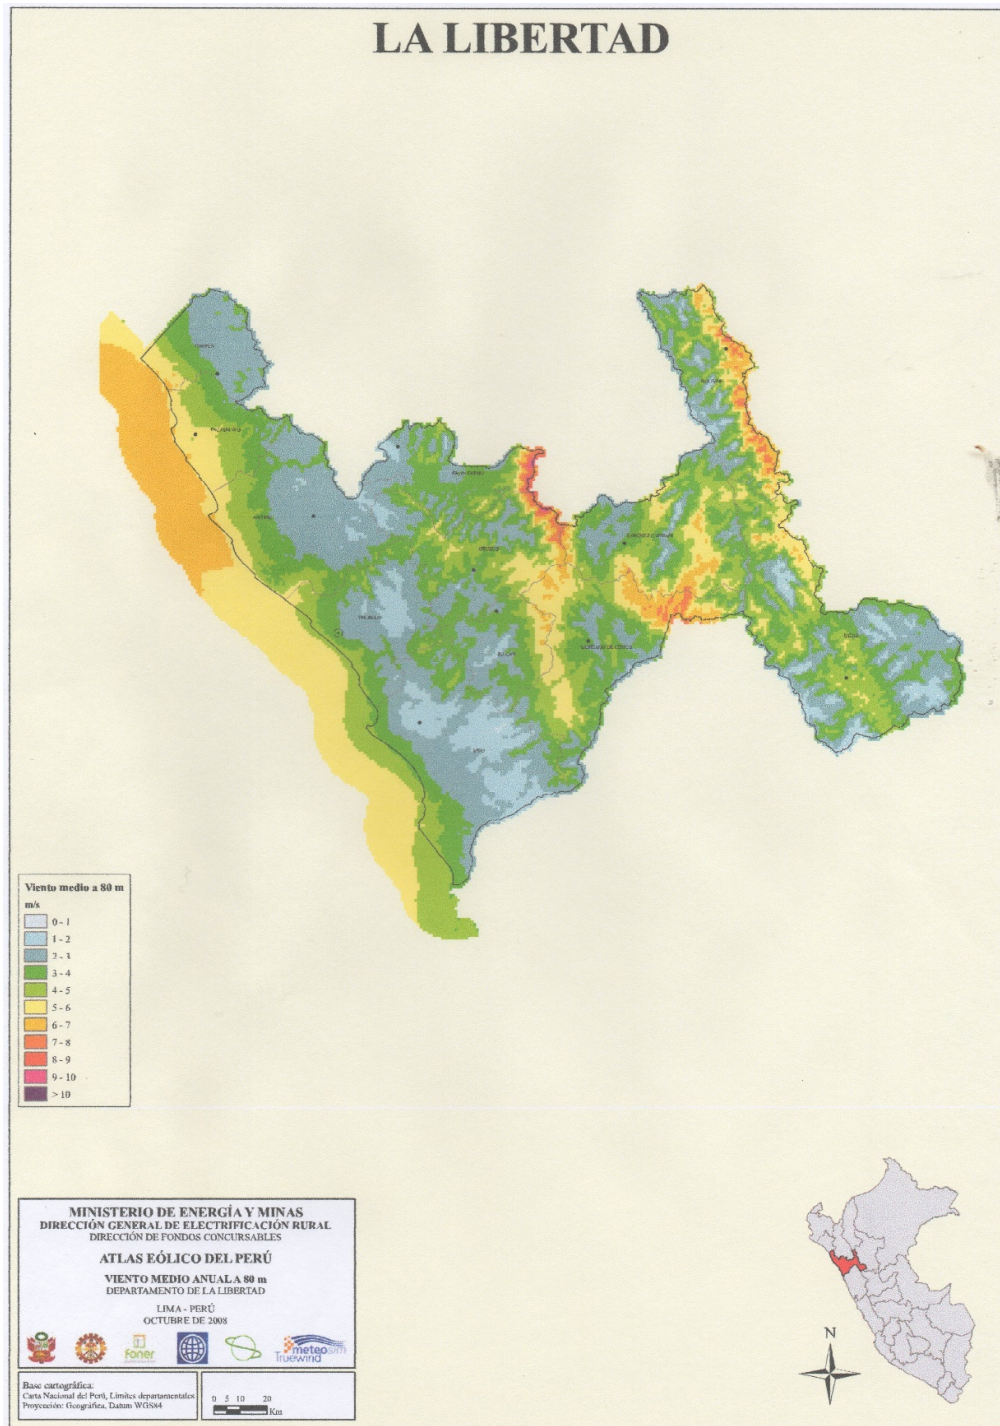 LA LIBERTAD
TRUJILLO
VIRU
Viento medio a 80 m
m/s
0 - 1
1 - 2
2 - 3
3 - 4
4 - 5
5 - 6
6 - 7
7 - 8
8 - 9
9 - 10
> 10
MINISTERIO DE ENERGÍA Y MINAS
DIRECCIÓN GENERAL DE ELECTRIFICACIÓN RURAL
DIRECCIÓN DE FONDOS CONCURSABLES
ATLAS EÓLICO DEL PERÚ
VIENTO MEDIO ANUAL A 80 m
DEPARTAMENTO DE LA LIBERTAD
LIMA - PERÚ
OCTUBRE DE 2008
foner
meteosim
Truewind
Base cartográfica:
Carta Nacional del Perú, Límites departamentales
Proyección: Geográfica, Datum WGS84
0 5 10 20
Km
N